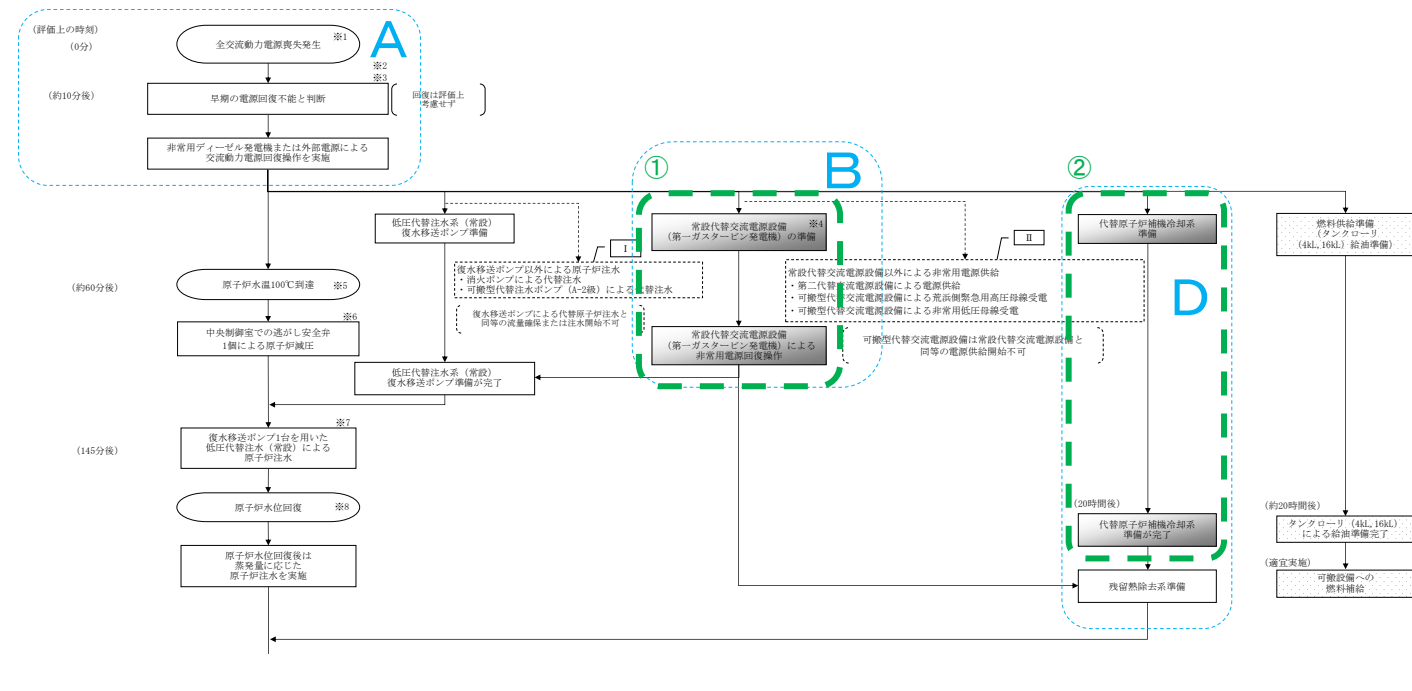 (評価上の時刻)
(0分)
全交流動力電源喪失発生
※1
A
※2
※3
(約10分後)
早期の電源回復不能と判断
回復は評価上
考慮せず
非常用ディーゼル発電機または外部電源による
交流動力電源回復操作を実施
①
B
②
低圧代替注水系(常設)
復水移送ポンプ準備
常設代替交流電源設備
※4
(第一ガスタービン発電機)の準備
代替原子炉補機冷却系
準備
燃料供給準備
(タンクローリ
(4kL,16kL)給油準備)
Ⅰ
Ⅱ
復水移送ポンプ以外による原子炉注水
・消火ポンプによる代替注水
・可搬型代替注水ポンプ(A-2級)による代替注水
常設代替交流電源設備以外による非常用電源供給
・第二代替交流電源設備による電源供給
・可搬型代替交流電源設備による荒浜側緊急用高圧母線受電
・可搬型代替交流電源設備による非常用低圧母線受電
D
(約60分後)
原子炉水温100℃到達
※5
復水移送ポンプによる代替原子炉注水と
同等の流量確保または注水開始不可
※6
中央制御室での逃がし安全弁
1個による原子炉減圧
常設代替交流電源設備
(第一ガスタービン発電機)による
非常用電源回復操作
可搬型代替交流電源設備は常設代替交流電源設備と
同等の電源供給開始不可
低圧代替注水系(常設)
復水移送ポンプ準備が完了
※7
(145分後)
復水移送ポンプ1台を用いた
低圧代替注水(常設)による
原子炉注水
原子炉水位回復
※8
(20時間後)
代替原子炉補機冷却系
準備が完了
(約20時間後)
タンクローリ(4kL,16kL)
による給油準備完了
原子炉水位回復後は
蒸発量に応じた
原子炉注水を実施
残留熱除去系準備
(適宜実施)
可搬設備への
燃料補給